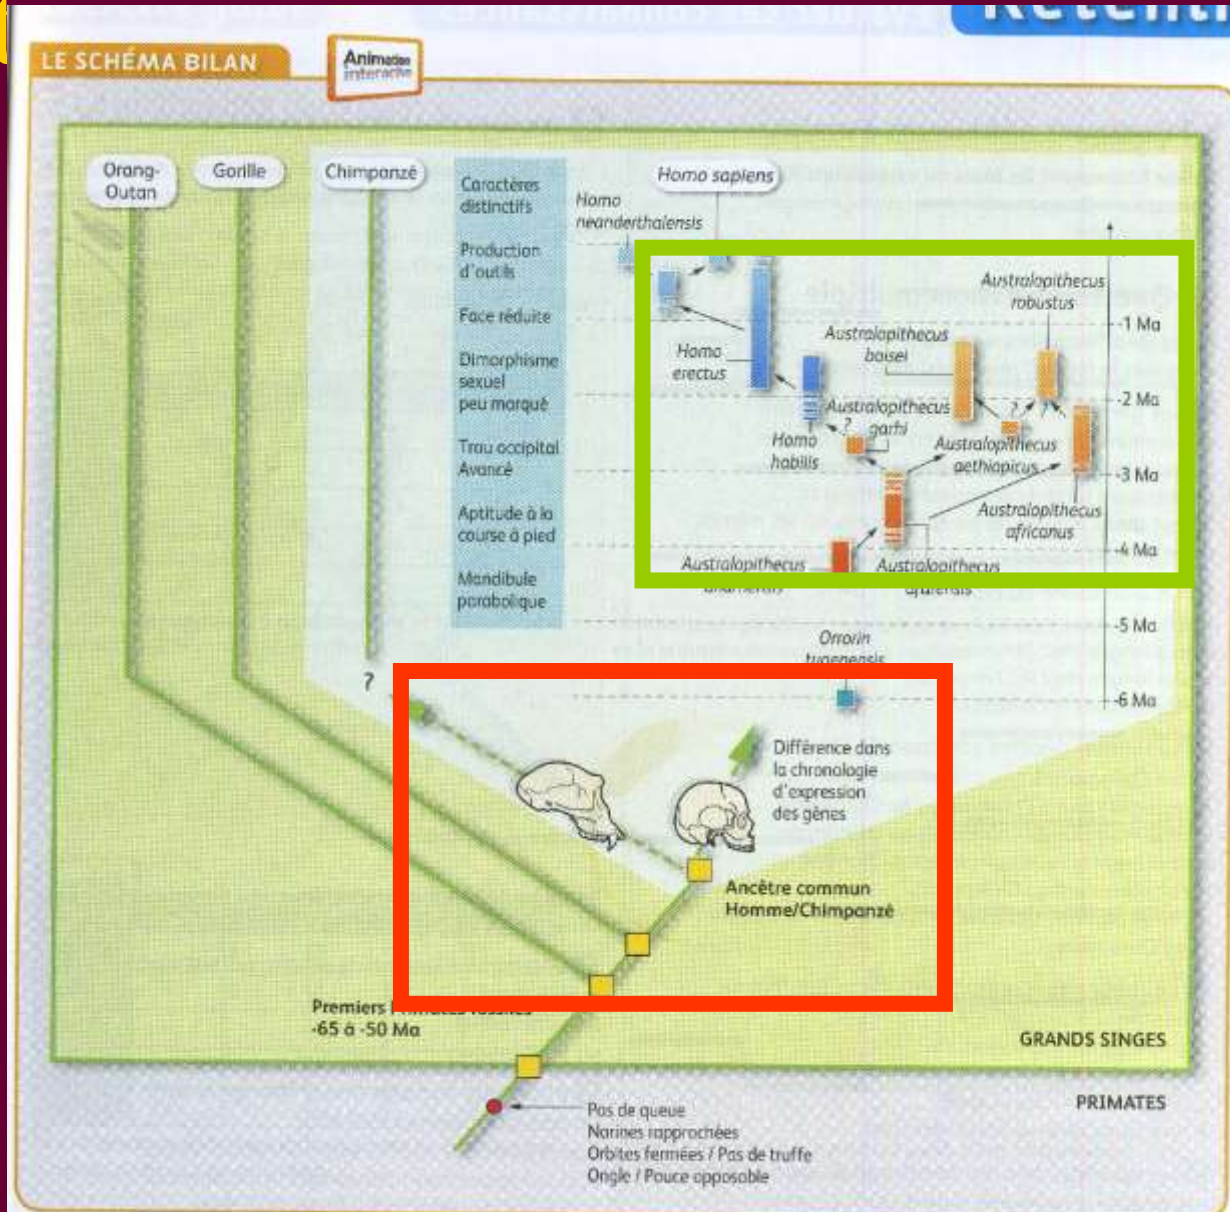 LE SCHÉMA BILAN
Animation
interactive
Orang-
Outan
Gorille
Chimpanzé
Caractères
distinctifs
Production
d'outils
Face réduite
Dimorphisme
sexuel
peu marqué
Trou occipital
Avancé
Aptitude à la
course à pied
Mandibule
parabolique
Homo sapiens
Homo
neanderthalensis
Australopithecus
robustus
-1 Ma
Australopithecus
boisei
Homo
erectus
-2 Ma
Australopithecus
garhi
?
?
?
Homo
habilis
Australopithecus
aethiopicus
-3 Ma
Australopithecus
africanus
-4 Ma
Australopithecus
Australopithecus
-5 Ma
Orrorin
-6 Ma
?
Différence dans
la chronologie
d'expression
des gènes
Ancêtre commun
Homme/Chimpanzé
Premiers
-65 à -50 Ma
GRANDS SINGES
PRIMATES
Pas de queue
Narines rapprochées
Orbites fermées / Pas de truffe
Ongle / Pouce opposable